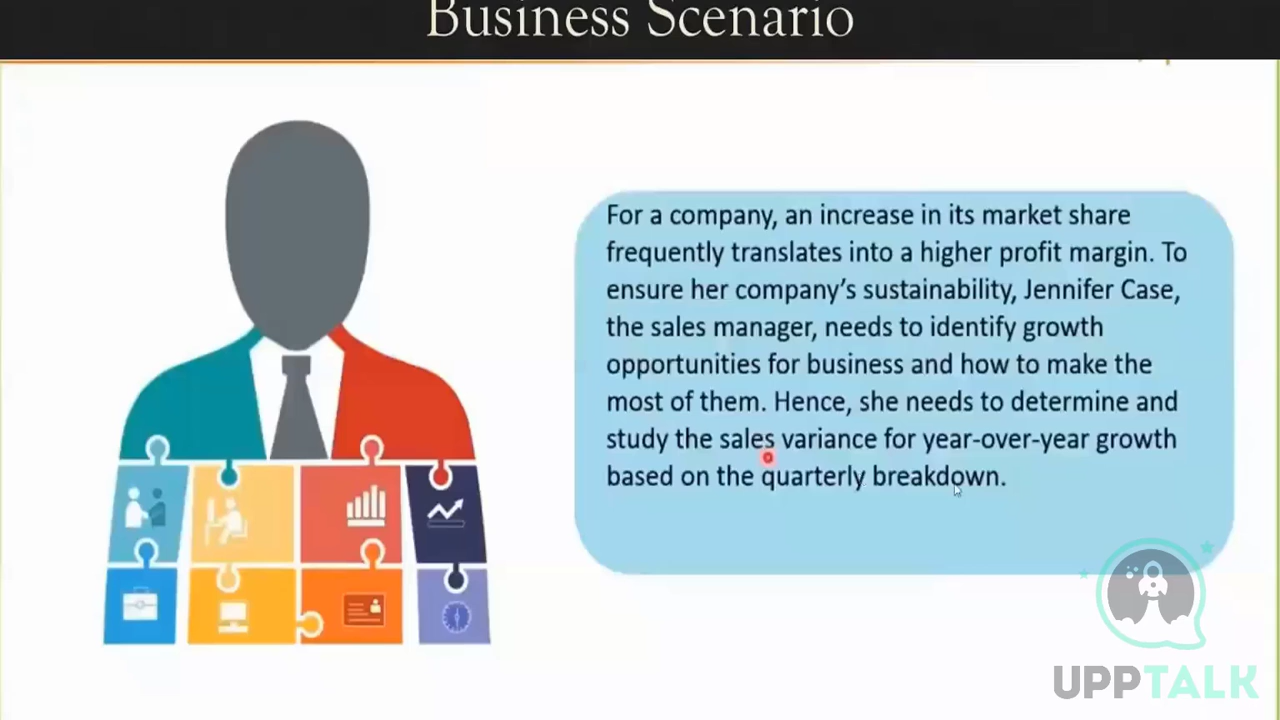 Business Scenario
For a company, an increase in its market share
frequently translates into a higher profit margin. To
ensure her company’s sustainability, Jennifer Case,
the sales manager, needs to identify growth
opportunities for business and how to make the
most of them. Hence, she needs to determine and
study the sales variance for year-over-year growth
based on the quarterly breakdown.
UPPTALK